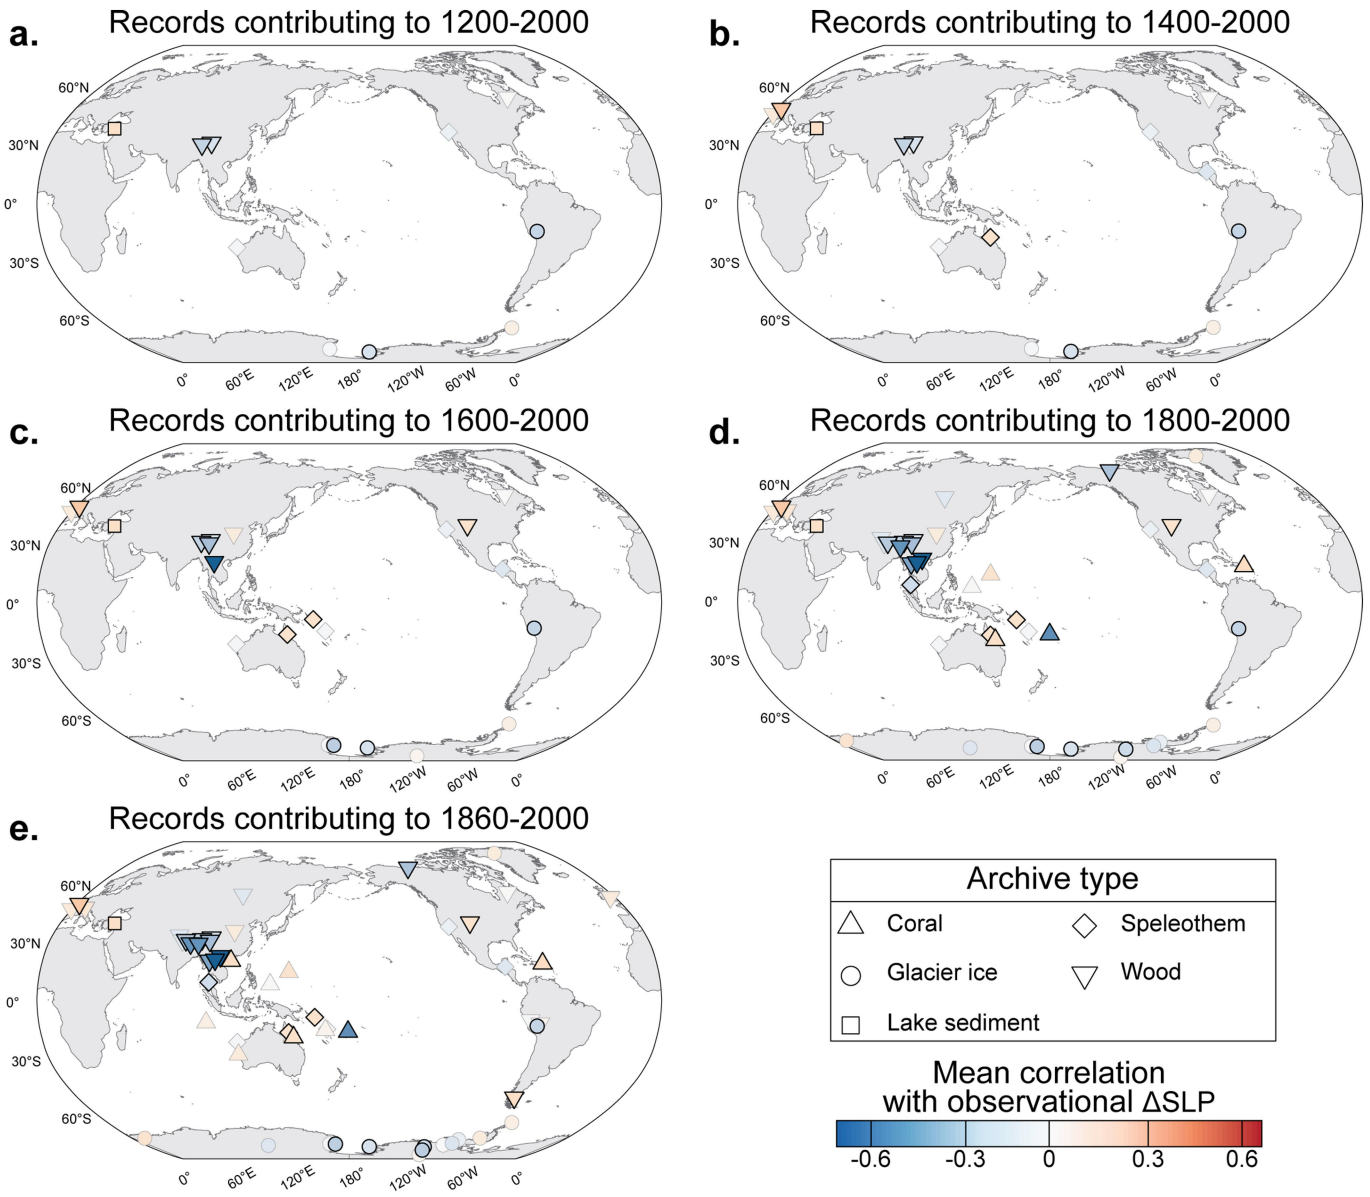 a.
Records contributing to 1200-2000
60°N
30°N
0°
30°S
60°S
0°
60°E
120°E
180°
120°W
60°W
0°
b.
Records contributing to 1400-2000
60°N
30°N
0°
30°S
60°S
0°
60°E
120°E
180°
120°W
60°W
0°
c.
Records contributing to 1600-2000
60°N
30°N
0°
30°S
60°S
0°
60°E
120°E
180°
120°W
60°W
0°
d.
Records contributing to 1800-2000
60°N
30°N
0°
30°S
60°S
0°
60°E
120°E
180°
120°W
60°W
0°
e.
Records contributing to 1860-2000
60°N
30°N
0°
30°S
60°S
0°
60°E
120°E
180°
120°W
60°W
0°
Archive type
Coral
Speleothem
Glacier ice
Wood
Lake sediment
Mean correlation
with observational ΔSLP
-0.6
-0.3
0
0.3
0.6